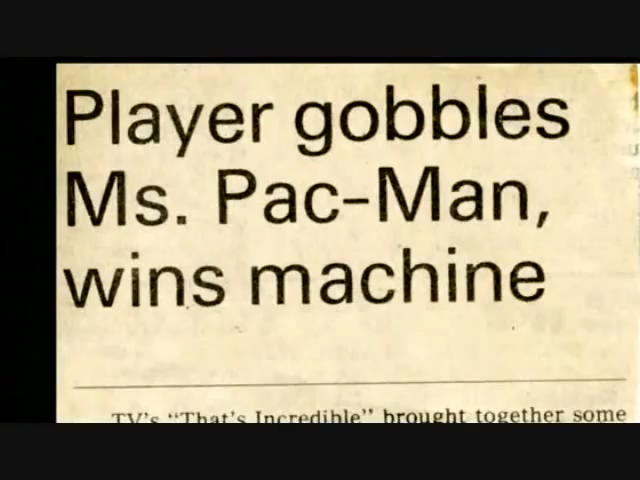 Player gobbles
Ms. Pac-Man,
wins machine
TV's "That's Incredible" brought together some